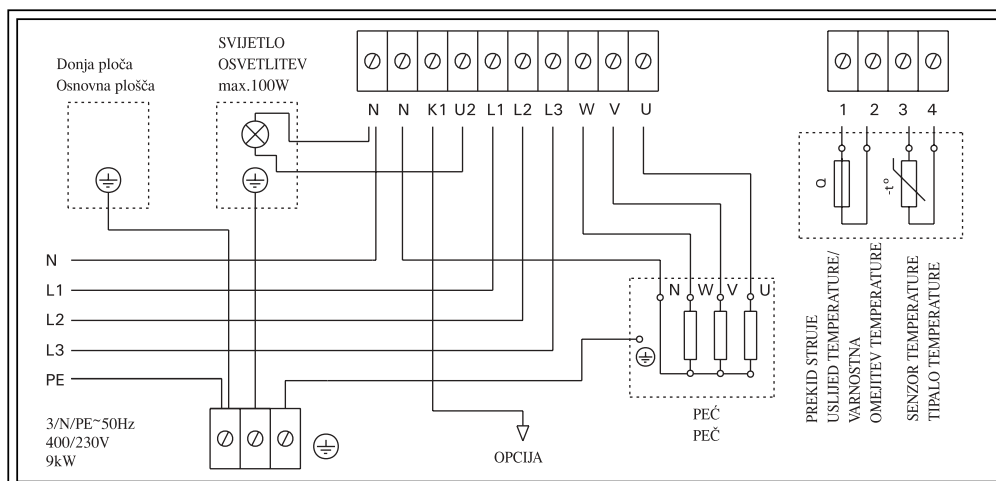 Donja ploča
Osnovna plošča
SVIJETLO
OSVETLITEV
max.100W
N N K1 U2 L1 L2 L3 W V U
1 2 3 4
Q
-t°
N
L1
L2
L3
PE
N W V U
PEĆ
PEČ
3/N/PE~50Hz
400/230V
9kW
OPCIJA
PREKID STRUJE
USLIJED TEMPERATURE/
VARNOSTNA
OMEJITEV TEMPERATURE
SENZOR TEMPERATURE
TIPALO TEMPERATURE